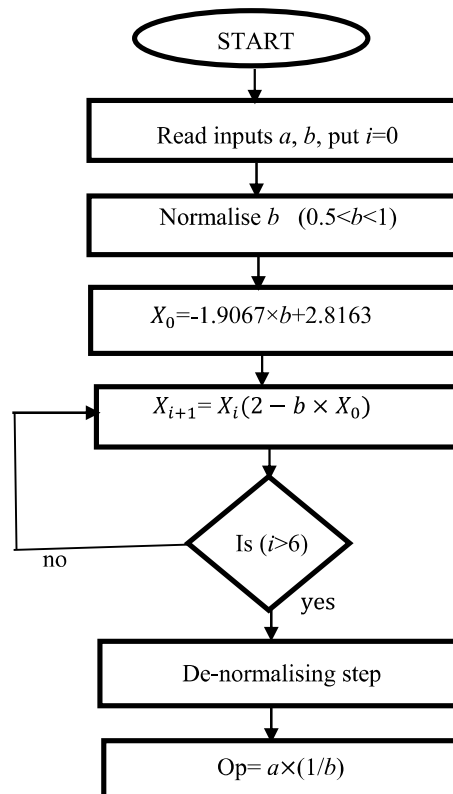 START
Read inputs a, b, put i=0
Normalise b (0.5<b<1)
X₀=-1.9067×b+2.8163
Xᵢ₊₁= Xᵢ(2 − b × X₀)
Is (i>6)
no
yes
De-normalising step
Op= a×(1/b)